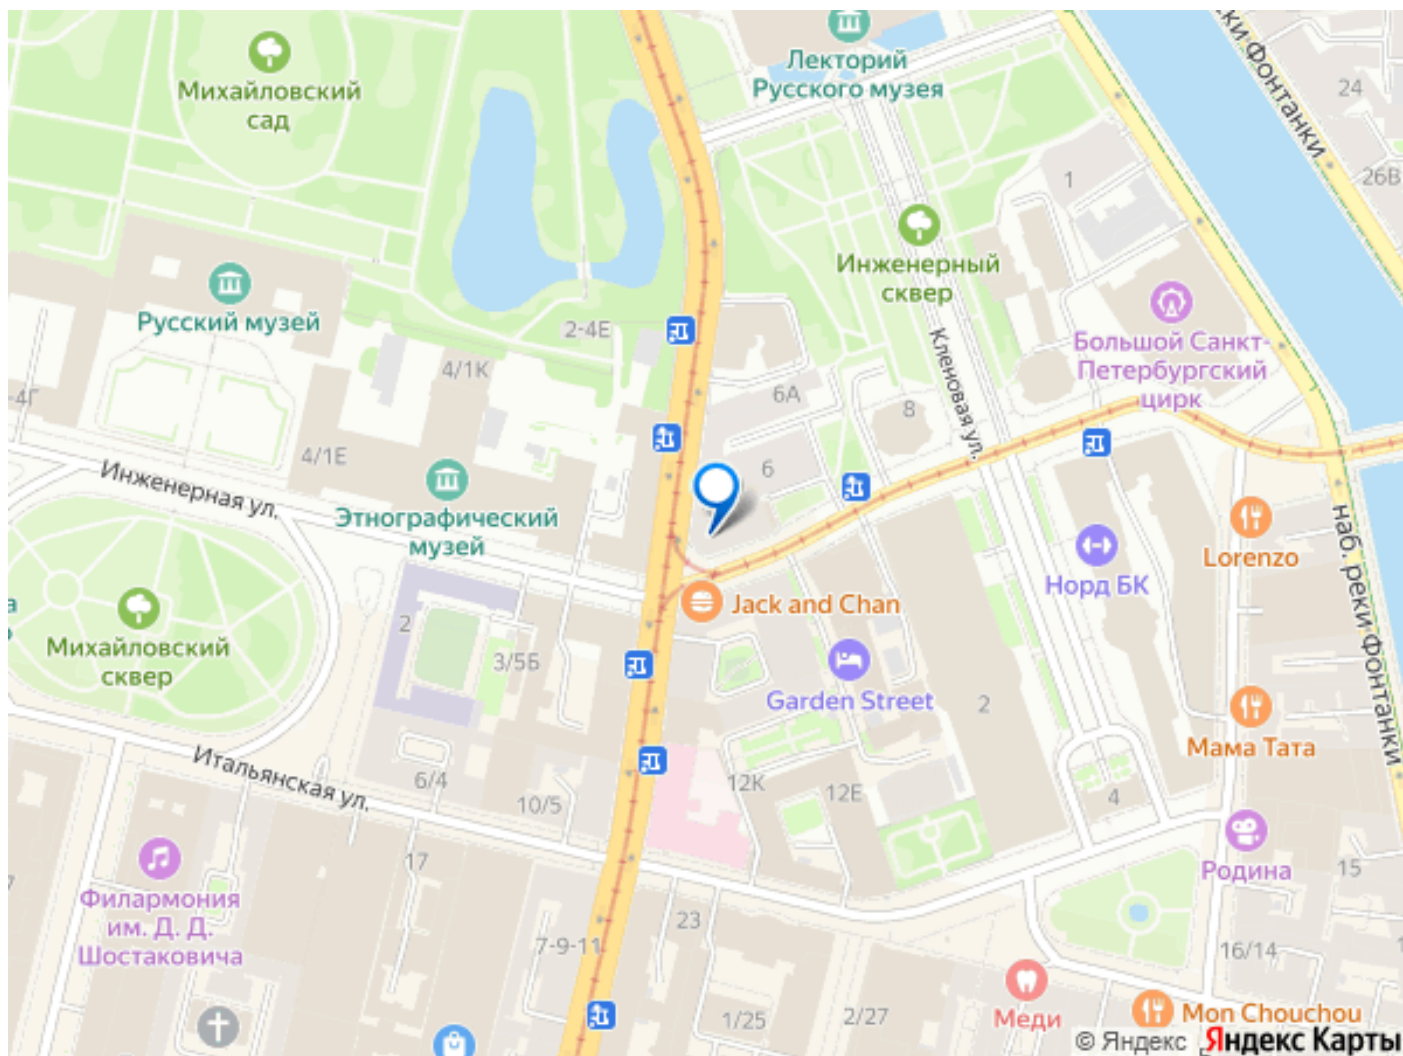 Михайловский
сад
Лекторий
Русского музея
ки Фонтанки
24
26В
1
Инженерный
сквер
Русский музей
2-4Е
4/1К
-4Г
4/1Е
6А
8
Кленовая ул.
Большой Санкт-
Петербургский
цирк
Инженерная ул.
Этнографический
музей
6
Lorenzo
Норд БК
наб. реки Фонтанки
Jack and Chan
а
Михайловский
сквер
2
3/5Б
Garden Street
2
Мама Тата
Итальянская ул.
6/4
10/5
12К
12Е
4
Родина
15
17
Филармония
им. Д. Д.
Шостаковича
7-9-11
23
16/14
1/25
2/27
Меди
Mon Chouchou
© Яндекс Яндекс Карты